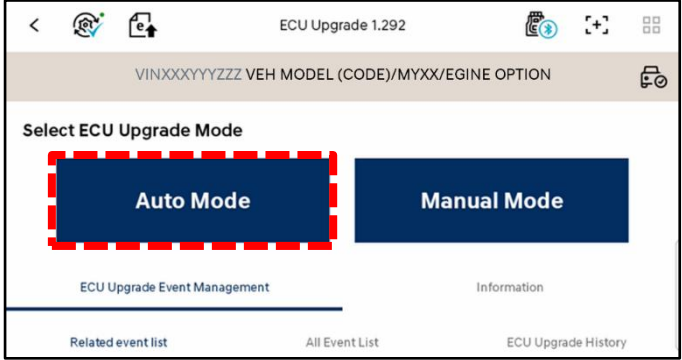 ECU Upgrade 1.292
VINXXXYYYZZZ VEH MODEL (CODE)/MYXX/EGINE OPTION
Select ECU Upgrade Mode
Auto Mode
Manual Mode
ECU Upgrade Event Management
Information
Related event list
All Event List
ECU Upgrade History